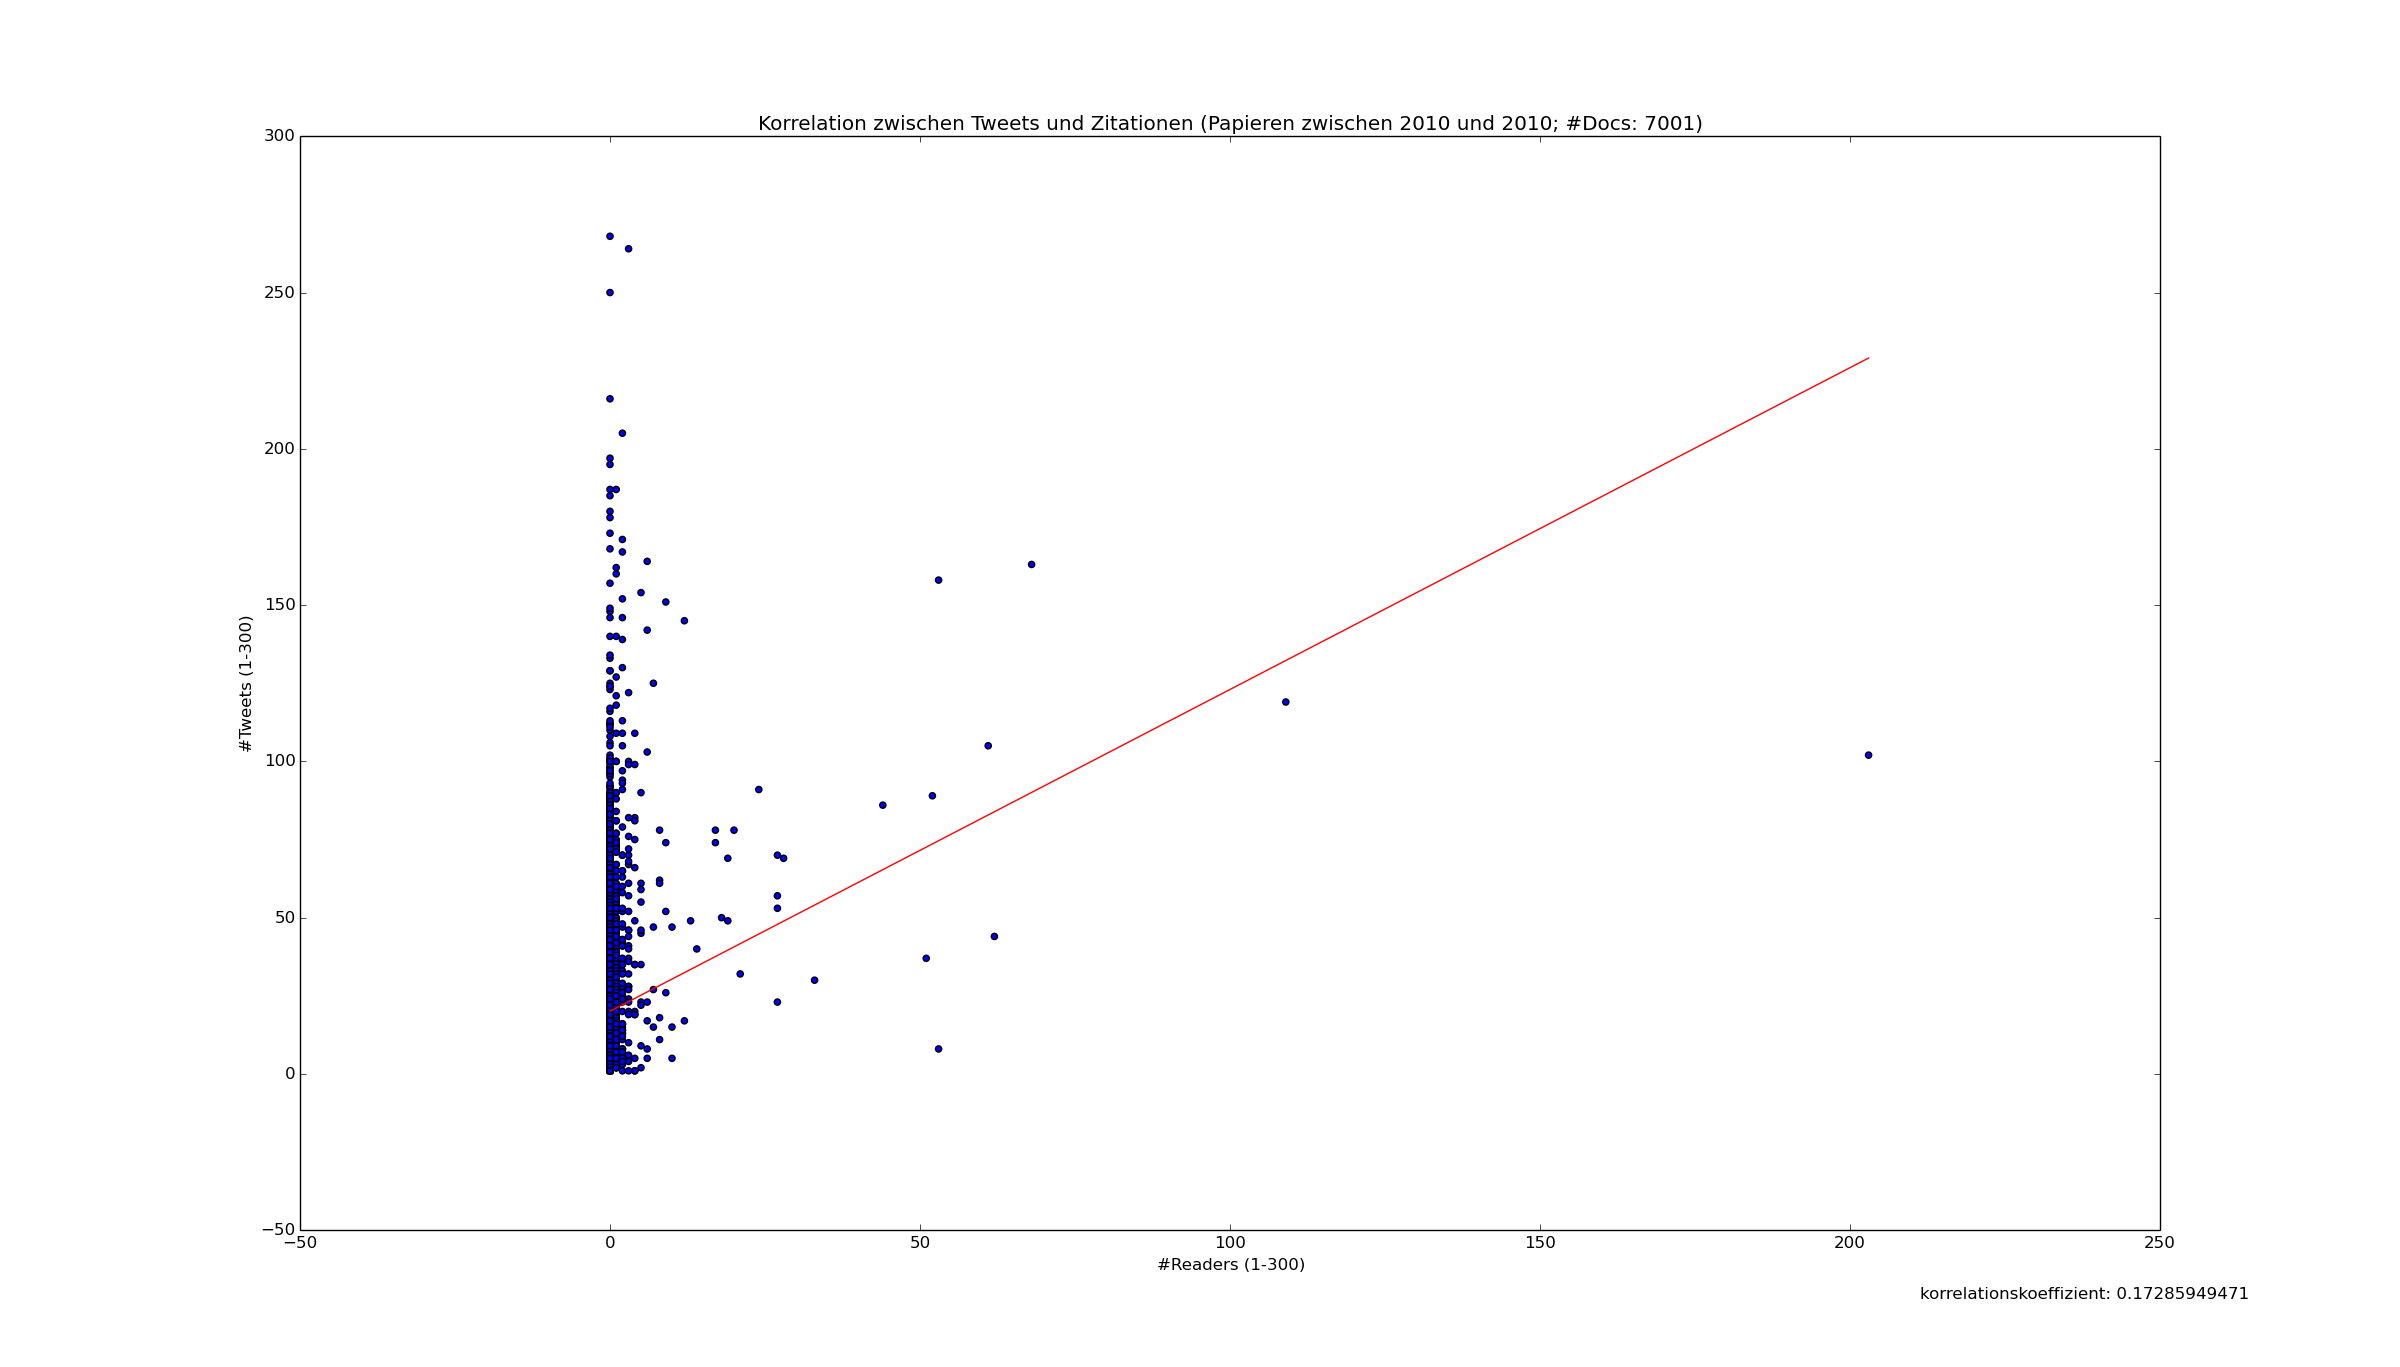 Korrelation zwischen Tweets und Zitationen (Papieren zwischen 2010 und 2010; #Docs: 7001)
300
250
200
150
100
50
0
−50
#Tweets (1-300)
−50 0 50 100 150 200 250
#Readers (1-300)
korrelationskoeffizient: 0.17285949471